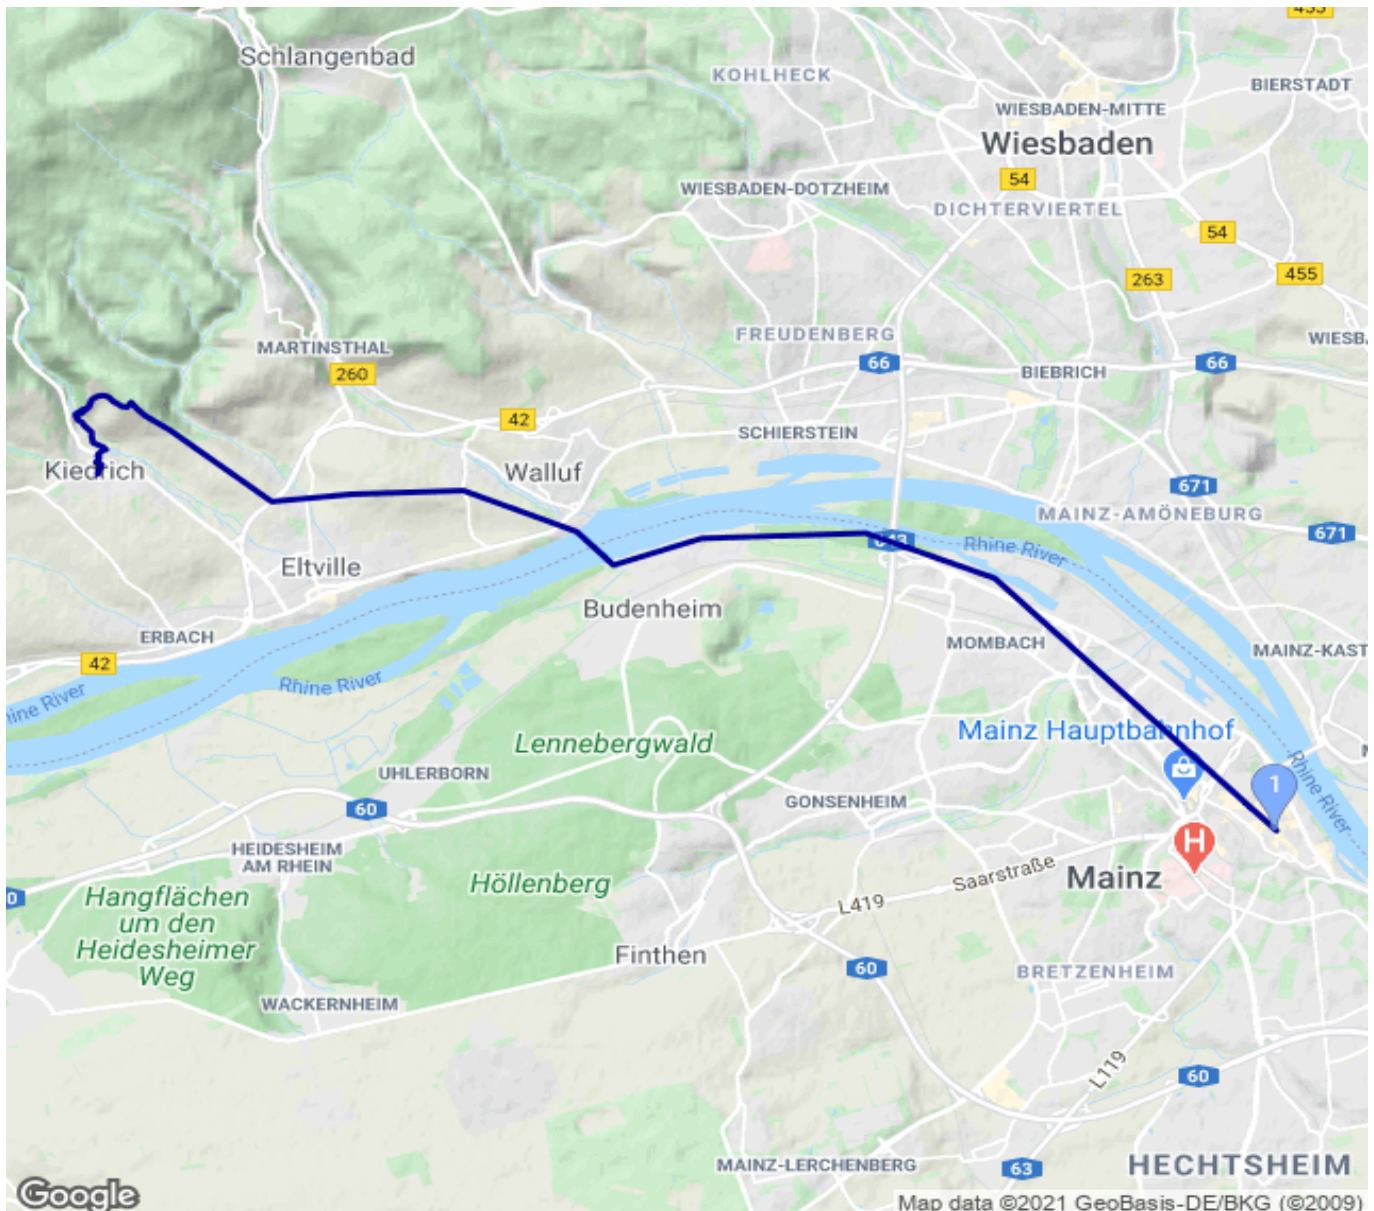 455
Schlangenbad
KOHLHECK
BIERSTADT
WIESBADEN-MITTE
Wiesbaden
54
WIESBADEN-DOTZHEIM
DICHTERVIERTEL
54
263
455
FREUDENBERG
WIESB
MARTINSTHAL
66
66
260
BIEBRICH
42
SCHIERSTEIN
Kiedrich
Walluf
671
MAINZ-AMÖNEBURG
671
643
Rhine River
Eltville
Budenheim
ERBACH
MOMBACH
MAINZ-KAST
42
Rhine River
hine River
Mainz Hauptbahnhof
Lennebergwald
UHLERBORN
Rhine River
1
60
GONSENHEIM
HEIDESHEIM
AM RHEIN
H
Saarstraße
Mainz
Höllenberg
Hangflächen
um den
Heidesheimer
Weg
L419
Finthen
60
BRETZENHEIM
WACKERNHEIM
L119
60
MAINZ-LERCHENBERG
63
HECHTSHEIM
Google
Map data ©2021 GeoBasis-DE/BKG (©2009)